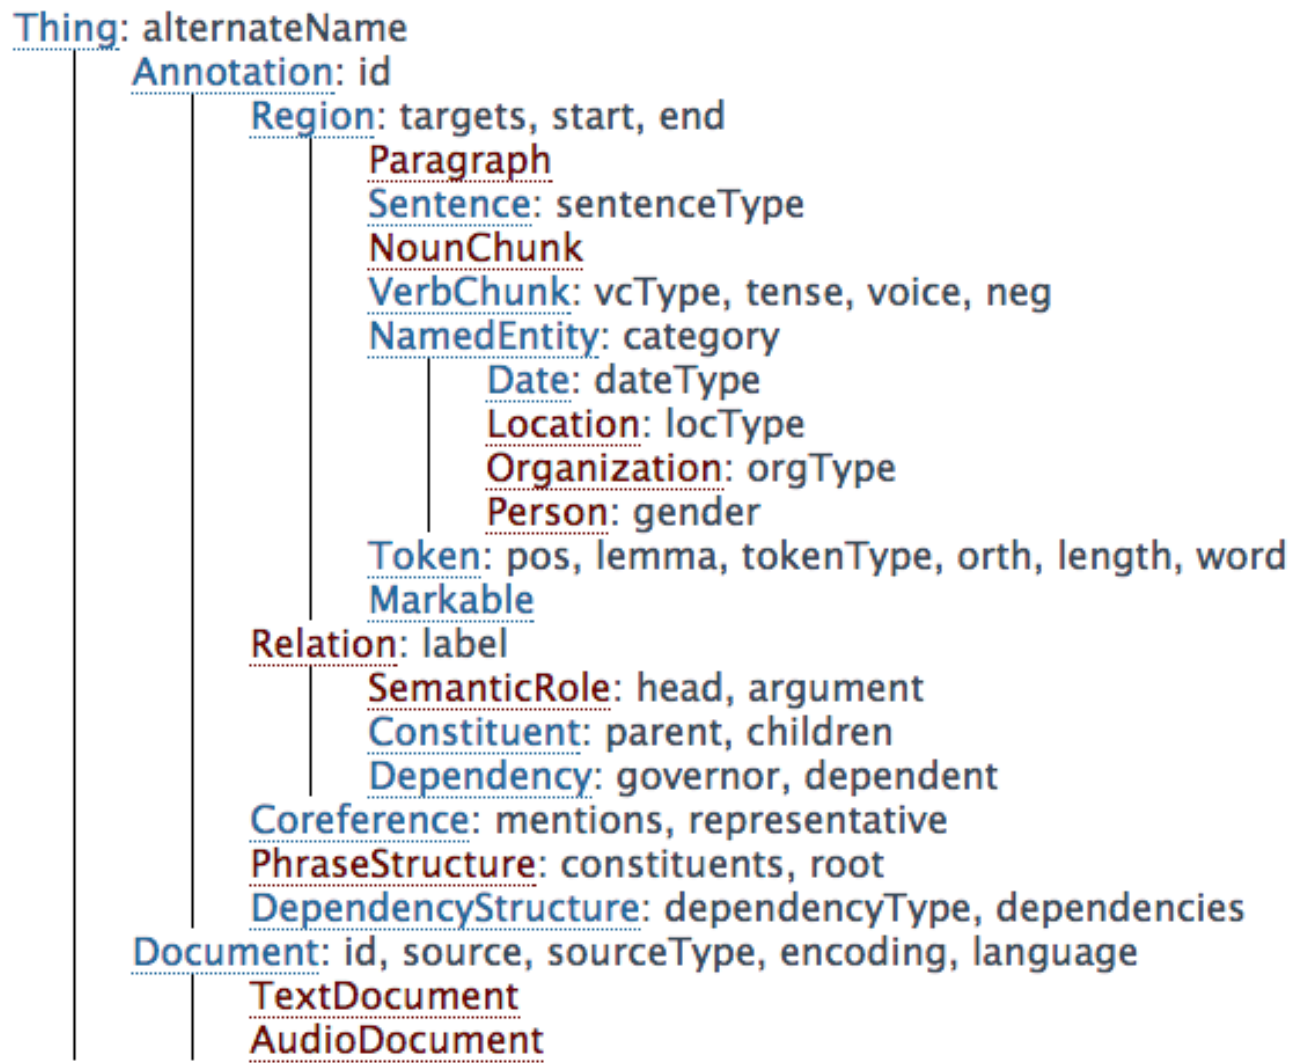 Thing: alternateName
Annotation: id
Region: targets, start, end
Paragraph
Sentence: sentenceType
NounChunk
VerbChunk: vcType, tense, voice, neg
NamedEntity: category
Date: dateType
Location: locType
Organization: orgType
Person: gender
Token: pos, lemma, tokenType, orth, length, word
Markable
Relation: label
SemanticRole: head, argument
Constituent: parent, children
Dependency: governor, dependent
Coreference: mentions, representative
PhraseStructure: constituents, root
DependencyStructure: dependencyType, dependencies
Document: id, source, sourceType, encoding, language
TextDocument
AudioDocument